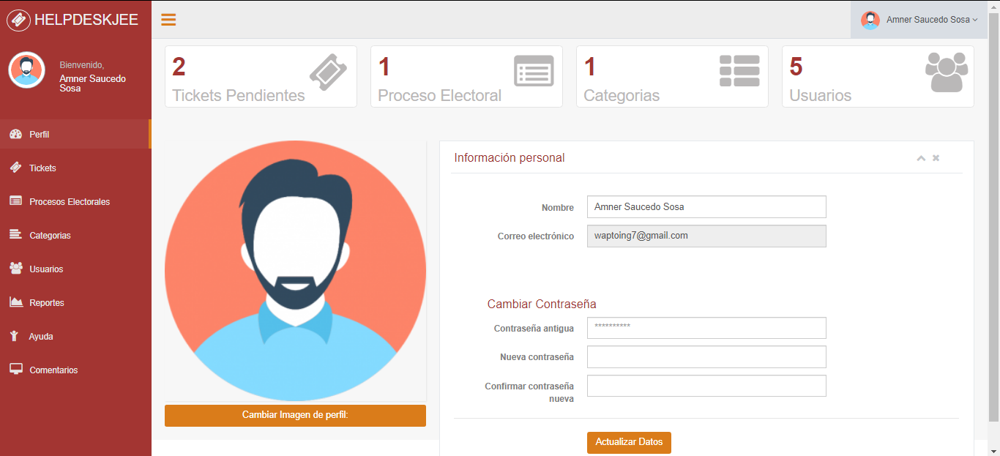 HELPDESKJEE
Amner Saucedo Sosa
Bienvenido,
Amner Saucedo
Sosa
2
Tickets Pendientes
1
Proceso Electoral
1
Categorias
5
Usuarios
Perfil
Tickets
Procesos Electorales
Categorias
Usuarios
Reportes
Ayuda
Comentarios
Cambiar Imagen de perfil:
Información personal
Nombre
Amner Saucedo Sosa
Correo electrónico
waptoing7@gmail.com
Cambiar Contraseña
Contraseña antigua
**********
Nueva contraseña
Confirmar contraseña
nueva
Actualizar Datos